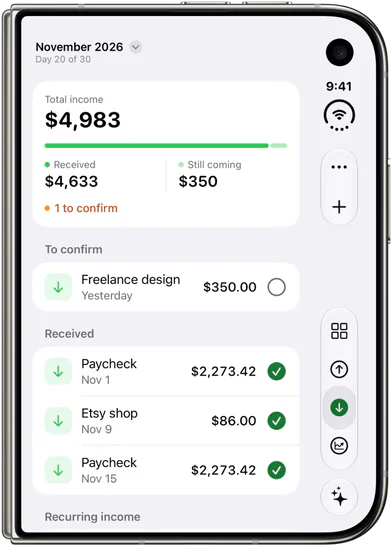 November 2026
Day 20 of 30
9:41
Total income
$4,983
Received
$4,633
Still coming
$350
1 to confirm
To confirm
Freelance design
Yesterday
$350.00
Received
Paycheck
Nov 1
$2,273.42
Etsy shop
Nov 9
$86.00
Paycheck
Nov 15
$2,273.42
Recurring income